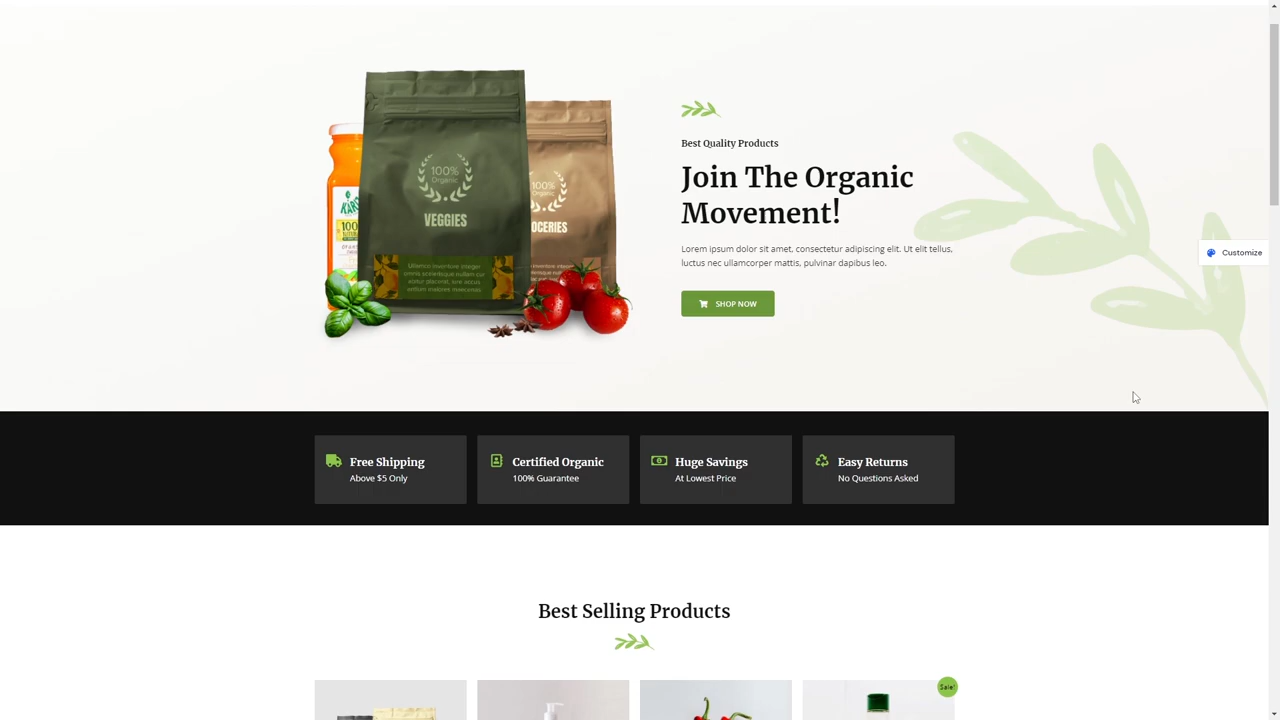 Best Quality Products
Join The Organic
Movement!
Lorem ipsum dolor sit amet, consectetur adipiscing elit. Ut elit tellus,
luctus nec ullamcorper mattis, pulvinar dapibus leo.
SHOP NOW
100%
Organic
VEGGIES
100%
Organic
OCERIES
100
Customize
Free Shipping
Above $5 Only
Certified Organic
100% Guarantee
Huge Savings
At Lowest Price
Easy Returns
No Questions Asked
Best Selling Products
Sale!